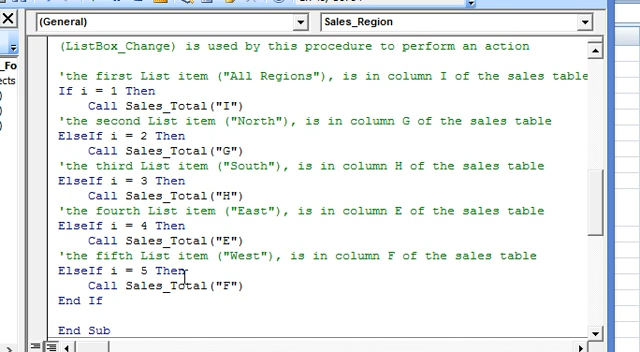 (General)
Sales_Region
(ListBox_Change) is used by this procedure to perform an action
'the first List item ("All Regions"), is in column I of the sales table
If i = 1 Then
Call Sales_Total("I")
'the second List item ("North"), is in column G of the sales table
ElseIf i = 2 Then
Call Sales_Total("G")
'the third List item ("South"), is in column H of the sales table
ElseIf i = 3 Then
Call Sales_Total("H")
'the fourth List item ("East"), is in column E of the sales table
ElseIf i = 4 Then
Call Sales_Total("E")
'the fifth List item ("West"), is in column F of the sales table
ElseIf i = 5 Then
Call Sales_Total("F")
End If
End Sub